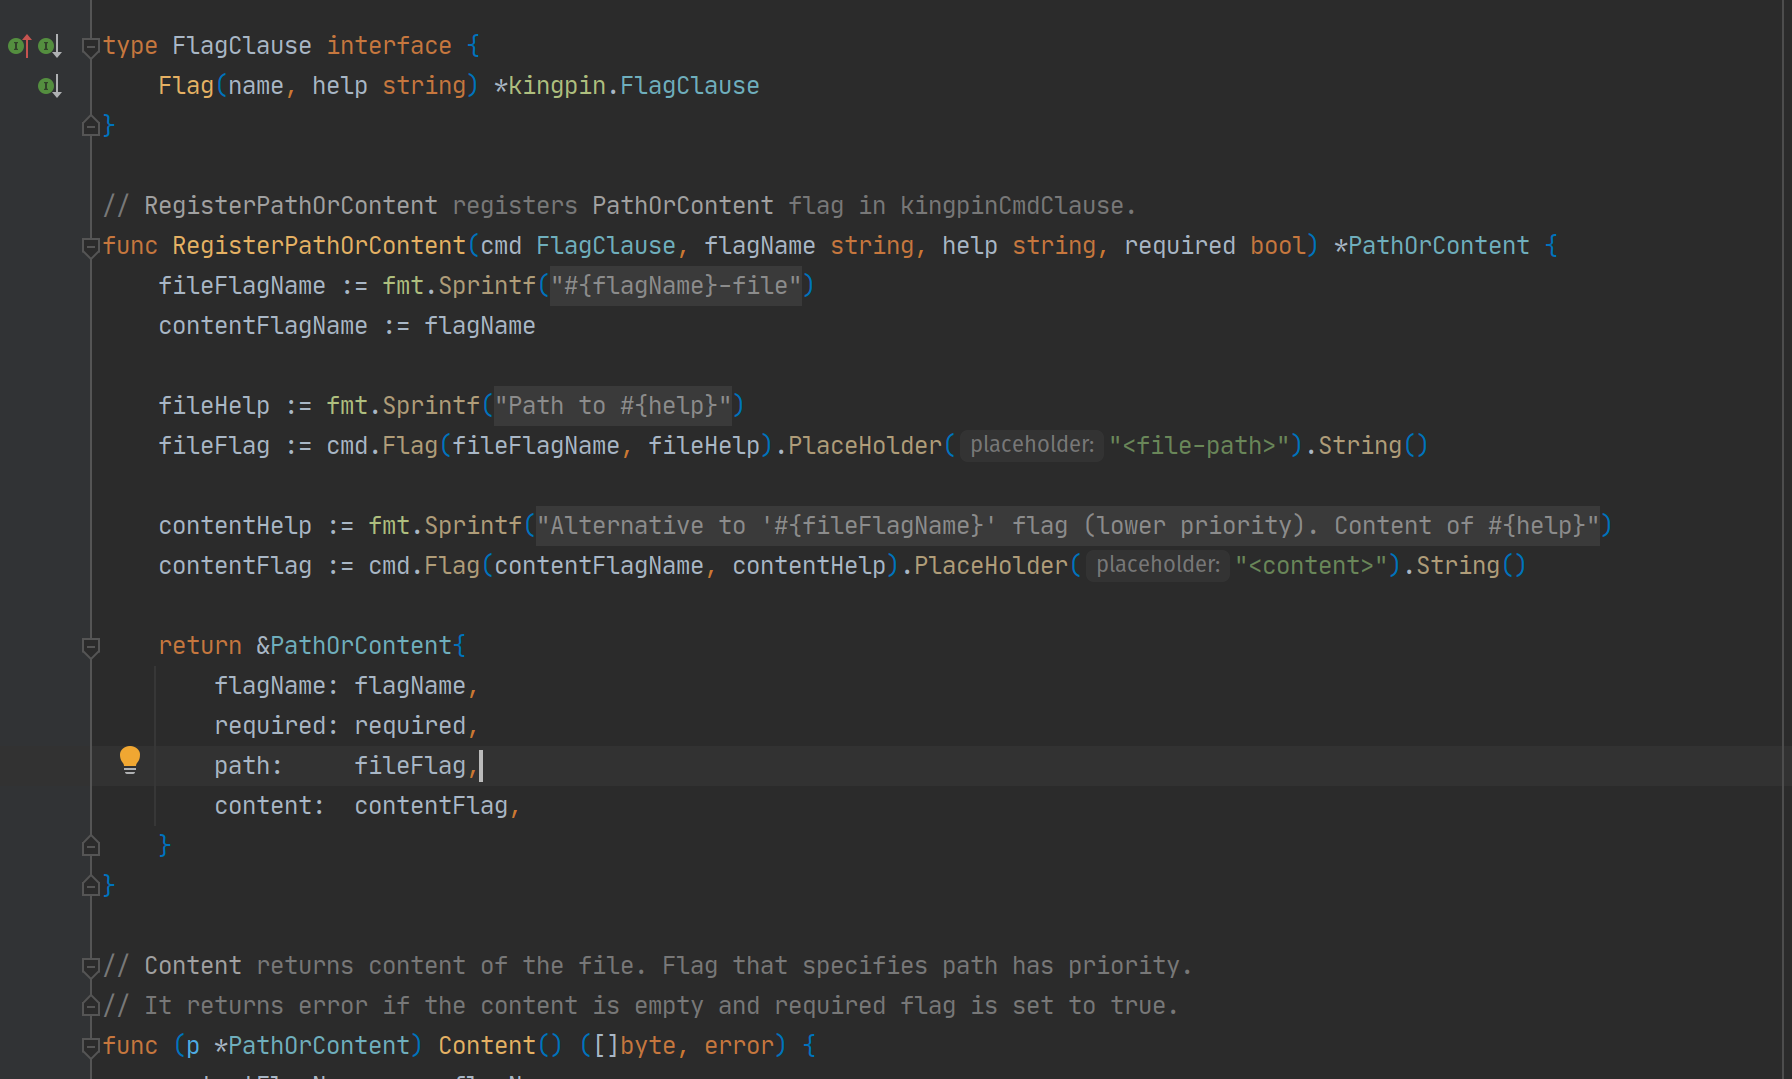 type FlagClause interface {
    Flag(name, help string) *kingpin.FlagClause
}
// RegisterPathOrContent registers PathOrContent flag in kingpinCmdClause.
func RegisterPathOrContent(cmd FlagClause, flagName string, help string, required bool) *PathOrContent {
    fileFlagName := fmt.Sprintf("#{flagName}-file")
    contentFlagName := flagName
    fileHelp := fmt.Sprintf("Path to #{help}")
    fileFlag := cmd.Flag(fileFlagName, fileHelp).PlaceHolder( placeholder: "<file-path>").String()
    contentHelp := fmt.Sprintf("Alternative to '#{fileFlagName}' flag (lower priority). Content of #{help}")
    contentFlag := cmd.Flag(contentFlagName, contentHelp).PlaceHolder( placeholder: "<content>").String()
    return &PathOrContent{
        flagName: flagName,
        required: required,
        path:     fileFlag,
        content:  contentFlag,
    }
}
// Content returns content of the file. Flag that specifies path has priority.
// It returns error if the content is empty and required flag is set to true.
func (p *PathOrContent) Content() ([]byte, error) {